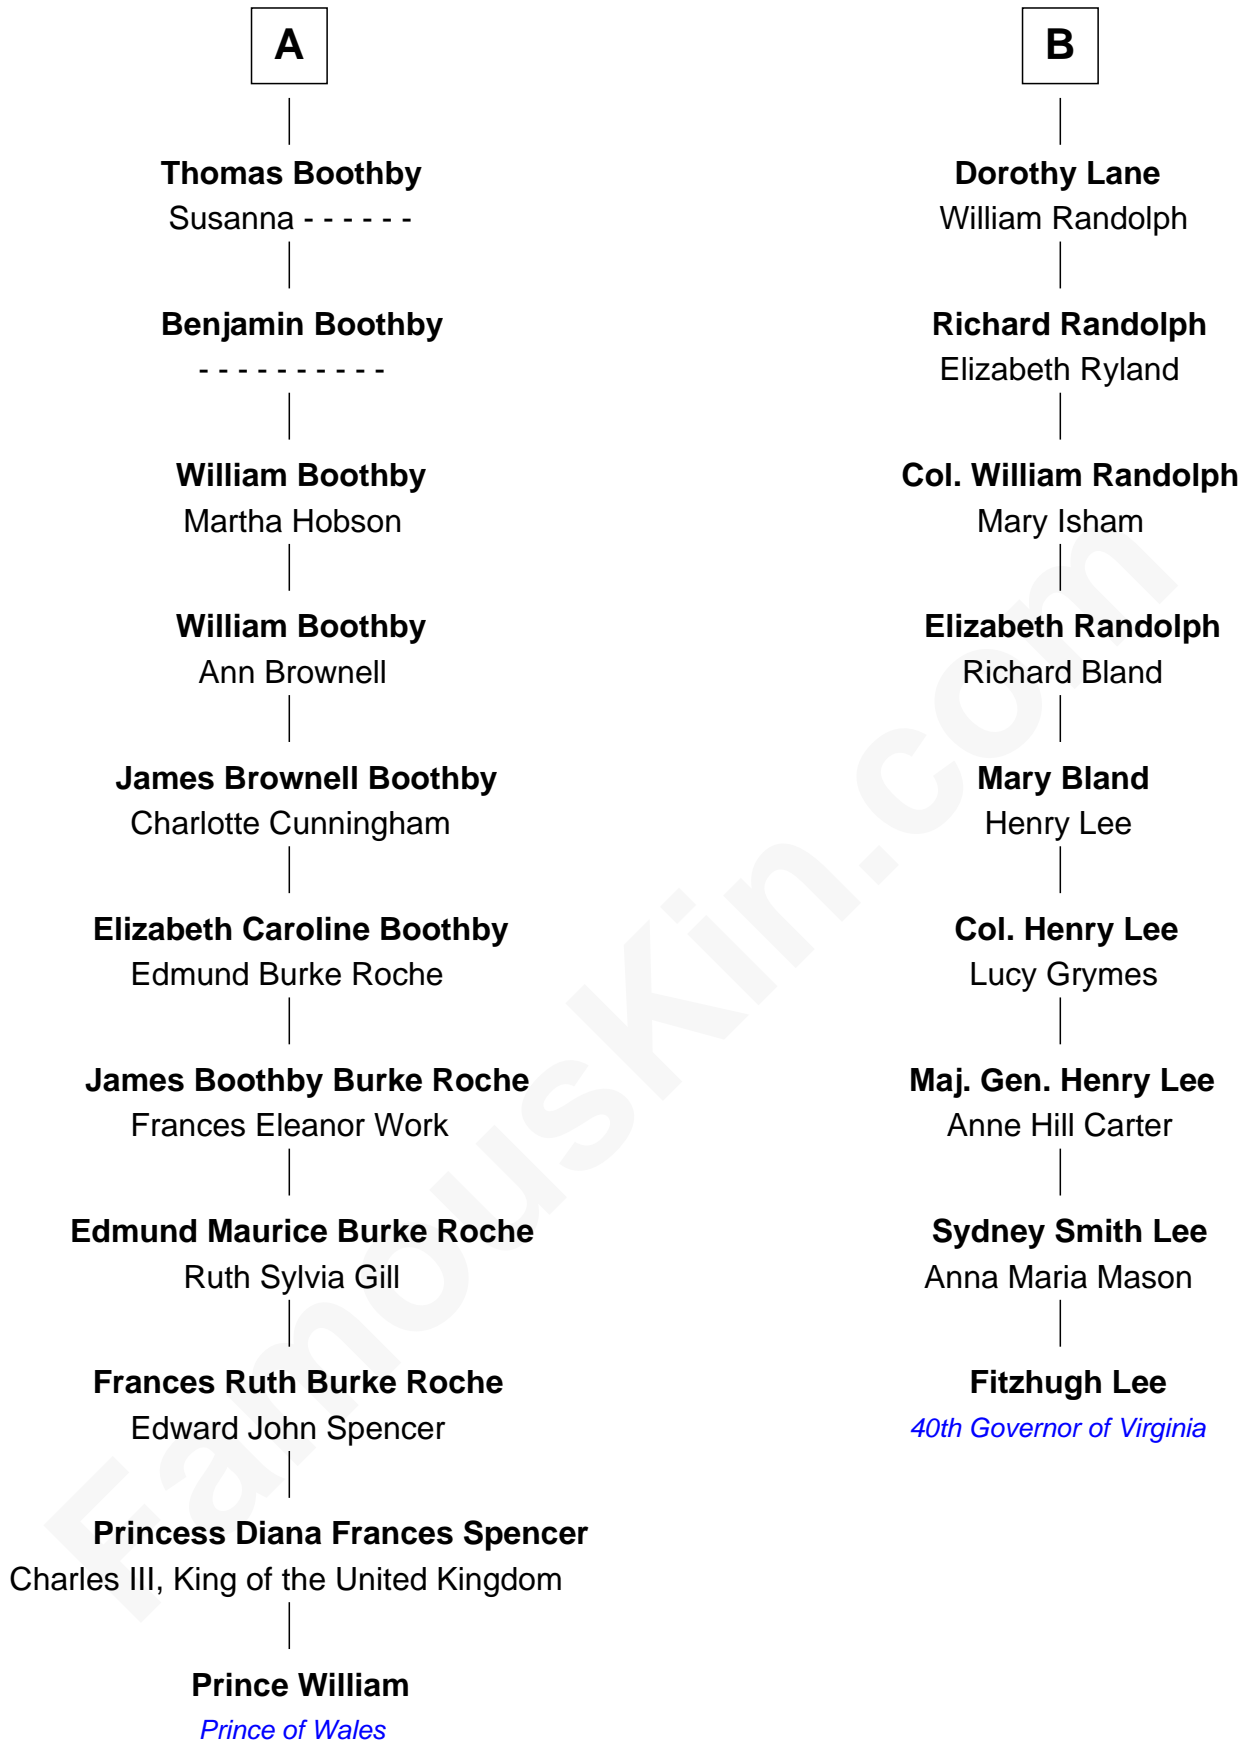 A
Thomas Boothby
Susanna - - - - - -
Benjamin Boothby
- - - - - - - - - -
William Boothby
Martha Hobson
William Boothby
Ann Brownell
James Brownell Boothby
Charlotte Cunningham
Elizabeth Caroline Boothby
Edmund Burke Roche
James Boothby Burke Roche
Frances Eleanor Work
Edmund Maurice Burke Roche
Ruth Sylvia Gill
Frances Ruth Burke Roche
Edward John Spencer
Princess Diana Frances Spencer
Charles III, King of the United Kingdom
Prince William
Prince of Wales
B
Dorothy Lane
William Randolph
Richard Randolph
Elizabeth Ryland
Col. William Randolph
Mary Isham
Elizabeth Randolph
Richard Bland
Mary Bland
Henry Lee
Col. Henry Lee
Lucy Grymes
Maj. Gen. Henry Lee
Anne Hill Carter
Sydney Smith Lee
Anna Maria Mason
Fitzhugh Lee
40th Governor of Virginia
FamousKin.com